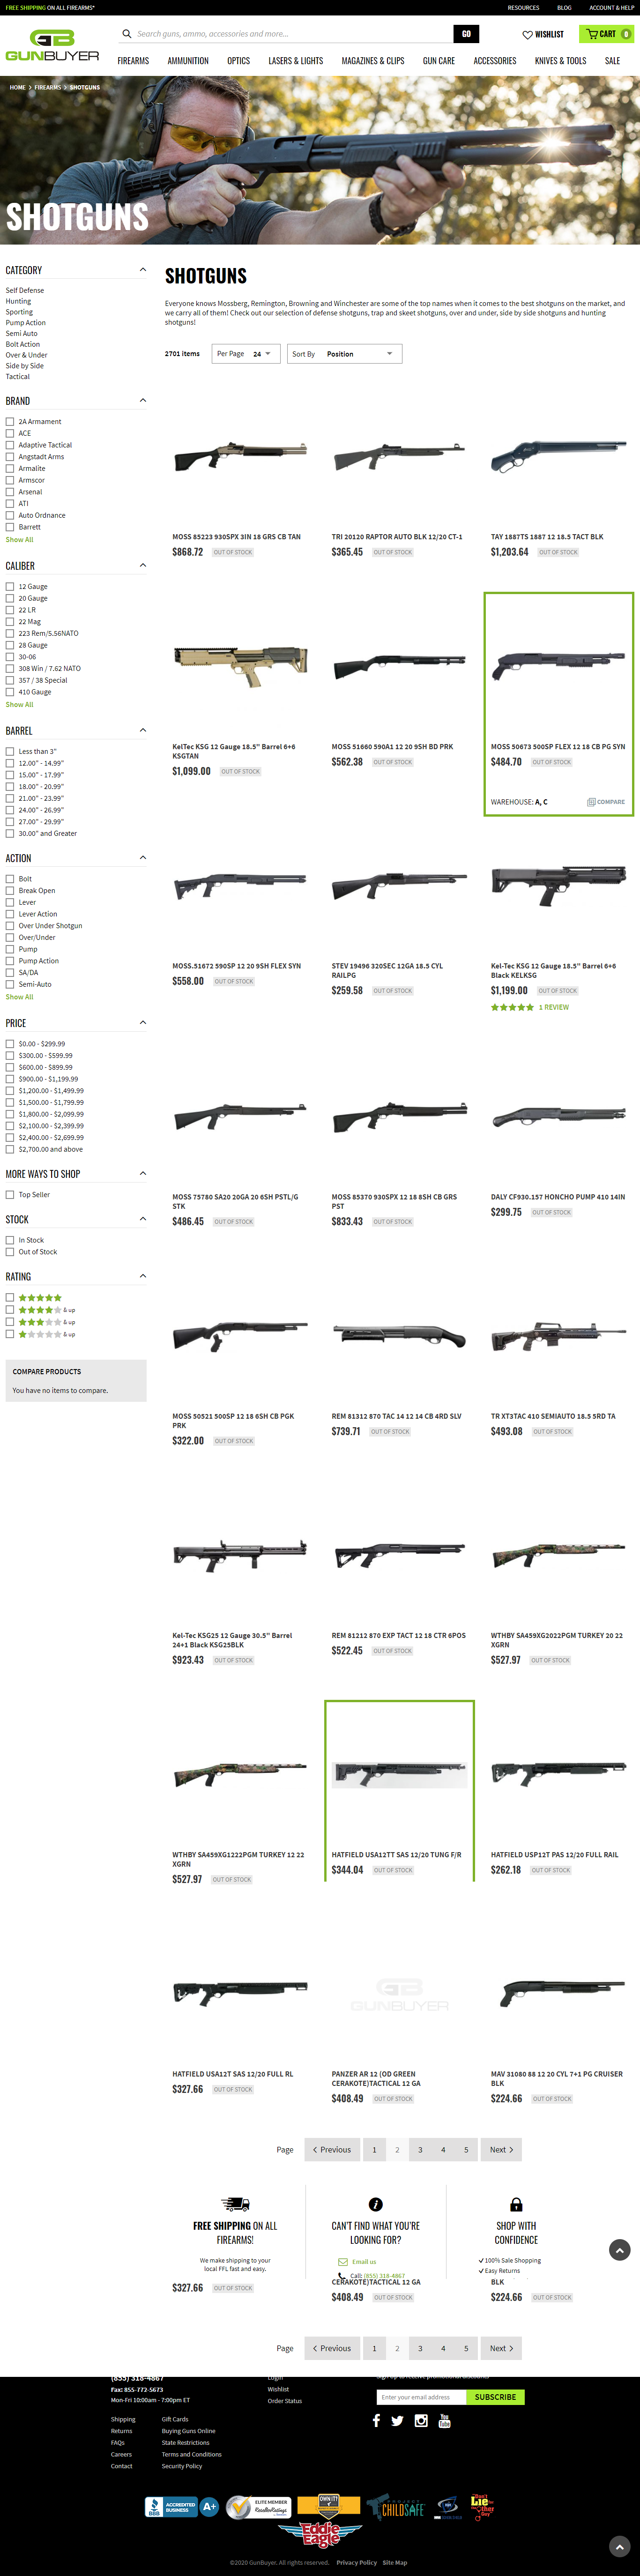 FREE SHIPPING ON ALL FIREARMS*
RESOURCES BLOG ACCOUNT & HELP
GUNBUYER
Search guns, ammo, accessories and more...
GO
WISHLIST
CART 0
FIREARMS AMMUNITION OPTICS LASERS & LIGHTS MAGAZINES & CLIPS GUN CARE ACCESSORIES KNIVES & TOOLS SALE
HOME > FIREARMS > SHOTGUNS
SHOTGUNS
CATEGORY
Self Defense
Hunting
Sporting
Pump Action
Semi Auto
Bolt Action
Over & Under
Side by Side
Tactical
BRAND
2A Armament
ACE
Adaptive Tactical
Angstadt Arms
Armalite
Armscor
Arsenal
ATI
Auto Ordnance
Barrett
Show All
CALIBER
12 Gauge
20 Gauge
22 LR
22 Mag
223 Rem/5.56NATO
28 Gauge
30-06
308 Win / 7.62 NATO
357 / 38 Special
410 Gauge
Show All
BARREL
Less than 3"
12.00" - 14.99"
15.00" - 17.99"
18.00" - 20.99"
21.00" - 23.99"
24.00" - 26.99"
27.00" - 29.99"
30.00" and Greater
ACTION
Bolt
Break Open
Lever
Lever Action
Over Under Shotgun
Over/Under
Pump
Pump Action
SA/DA
Semi-Auto
Show All
PRICE
$0.00 - $299.99
$300.00 - $599.99
$600.00 - $899.99
$900.00 - $1,199.99
$1,200.00 - $1,499.99
$1,500.00 - $1,799.99
$1,800.00 - $2,099.99
$2,100.00 - $2,399.99
$2,400.00 - $2,699.99
$2,700.00 and above
MORE WAYS TO SHOP
Top Seller
STOCK
In Stock
Out of Stock
RATING
& up
& up
& up
COMPARE PRODUCTS
You have no items to compare.
SHOTGUNS
Everyone knows Mossberg, Remington, Browning and Winchester are some of the top names when it comes to the best shotguns on the market, and
we carry all of them! Check out our selection of defense shotguns, trap and skeet shotguns, over and under, side by side shotguns and hunting
shotguns!
2701 items
Per Page 24
Sort By Position
MOSS 85223 930SPX 3IN 18 GRS CB TAN
$868.72 OUT OF STOCK
TRI 20120 RAPTOR AUTO BLK 12/20 CT-1
$365.45 OUT OF STOCK
TAY 1887TS 1887 12 18.5 TACT BLK
$1,203.64 OUT OF STOCK
KelTec KSG 12 Gauge 18.5" Barrel 6+6
KSGTAN
$1,099.00 OUT OF STOCK
MOSS 51660 590A1 12 20 9SH BD PRK
$562.38 OUT OF STOCK
MOSS 50673 500SP FLEX 12 18 CB PG SYN
$484.70 OUT OF STOCK
WAREHOUSE: A, C
COMPARE
MOSS.51672 590SP 12 20 9SH FLEX SYN
$558.00 OUT OF STOCK
STEV 19496 320SEC 12GA 18.5 CYL
RAILPG
$259.58 OUT OF STOCK
Kel-Tec KSG 12 Gauge 18.5" Barrel 6+6
Black KELKSG
$1,199.00 OUT OF STOCK
1 REVIEW
MOSS 75780 SA20 20GA 20 6SH PSTL/G
STK
$486.45 OUT OF STOCK
MOSS 85370 930SPX 12 18 8SH CB GRS
PST
$833.43 OUT OF STOCK
DALY CF930.157 HONCHO PUMP 410 14IN
$299.75 OUT OF STOCK
MOSS 50521 500SP 12 18 6SH CB PGK
PRK
$322.00 OUT OF STOCK
REM 81312 870 TAC 14 12 14 CB 4RD SLV
$739.71 OUT OF STOCK
TR XT3TAC 410 SEMIAUTO 18.5 5RD TA
$493.08 OUT OF STOCK
Kel-Tec KSG25 12 Gauge 30.5" Barrel
24+1 Black KSG25BLK
$923.43 OUT OF STOCK
REM 81212 870 EXP TACT 12 18 CTR 6POS
$522.45 OUT OF STOCK
WTHBY SA459XG2022PGM TURKEY 20 22
XGRN
$527.97 OUT OF STOCK
WTHBY SA459XG1222PGM TURKEY 12 22
XGRN
$527.97 OUT OF STOCK
HATFIELD USA12TT SAS 12/20 TUNG F/R
$344.04 OUT OF STOCK
HATFIELD USP12T PAS 12/20 FULL RAIL
$262.18 OUT OF STOCK
HATFIELD USA12T SAS 12/20 FULL RL
$327.66 OUT OF STOCK
GUNBUYER
PANZER AR 12 (OD GREEN
CERAKOTE)TACTICAL 12 GA
$408.49 OUT OF STOCK
MAV 31080 88 12 20 CYL 7+1 PG CRUISER
BLK
$224.66 OUT OF STOCK
Page < Previous 1 2 3 4 5 Next >
FREE SHIPPING ON ALL
FIREARMS!
We make shipping to your
local FFL fast and easy.
CAN'T FIND WHAT YOU'RE
LOOKING FOR?
Email us
Call: (855) 318-4867
SHOP WITH
CONFIDENCE
100% Sale Shopping
Easy Returns
$327.66 OUT OF STOCK
CERAKOTE)TACTICAL 12 GA
$408.49 OUT OF STOCK
BLK
$224.66 OUT OF STOCK
Page < Previous 1 2 3 4 5 Next >
(855) 318-4867
Fax: 855-772-5673
Mon-Fri 10:00am - 7:00pm ET
Login
Wishlist
Order Status
Enter your email address
SUBSCRIBE
Shipping
Returns
FAQs
Careers
Contact
Gift Cards
Buying Guns Online
State Restrictions
Terms and Conditions
Security Policy
You
Tube
BBB
ACCREDITED
BUSINESS
A+
ELITE MEMBER
ResellerRatings
OWN IT?
PROJECT
CHILDSAFE
Don't
Lie
for the
Other
Guy
Eddie
Eagle
©2020 GunBuyer. All rights reserved. Privacy Policy Site Map